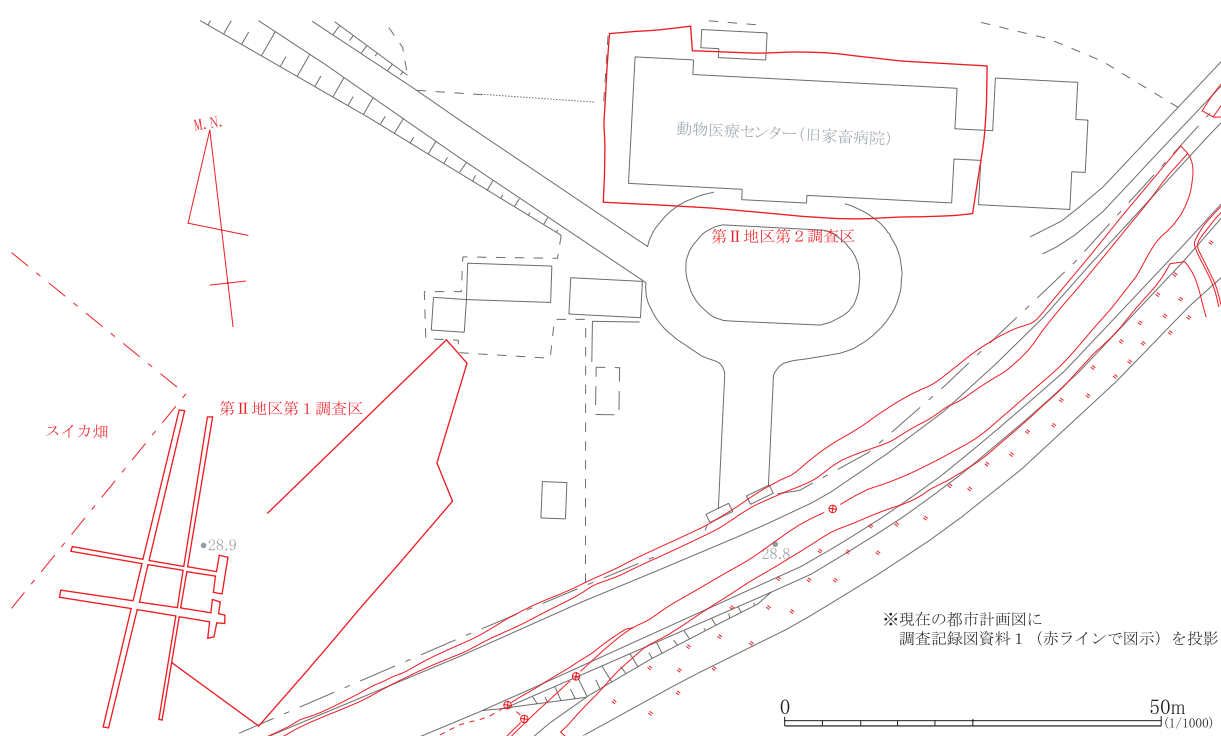 動物医療センター(旧家畜病院)
M. N.
第Ⅱ地区第２調査区
第Ⅱ地区第１調査区
スイカ畑
28.9
28.8
※現在の都市計画図に
調査記録図資料１（赤ラインで図示）を投影
0
50m
(1/1000)